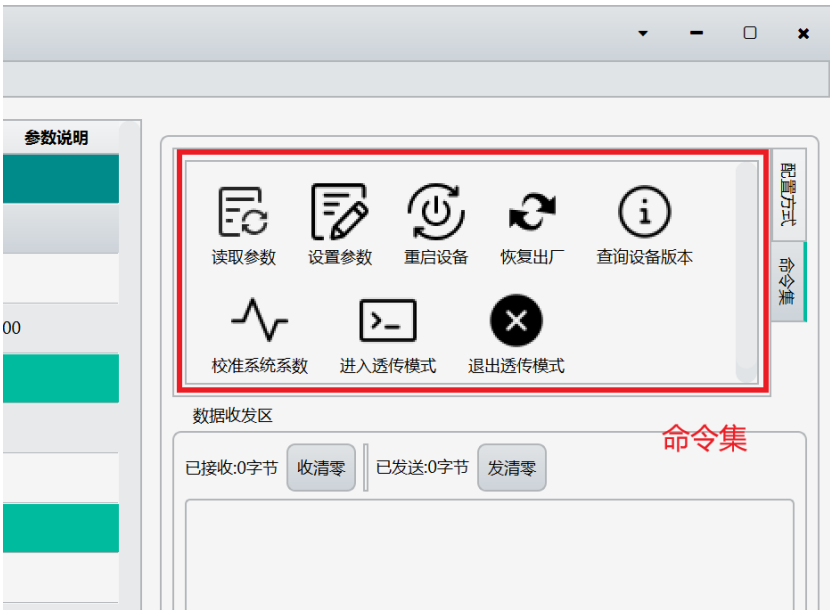 参数说明
读取参数 设置参数 重启设备 恢复出厂 查询设备版本
配置方式
命令集
00
校准系统系数 进入透传模式 退出透传模式
数据收发区
命令集
已接收:0字节 收清零 已发送:0字节 发清零